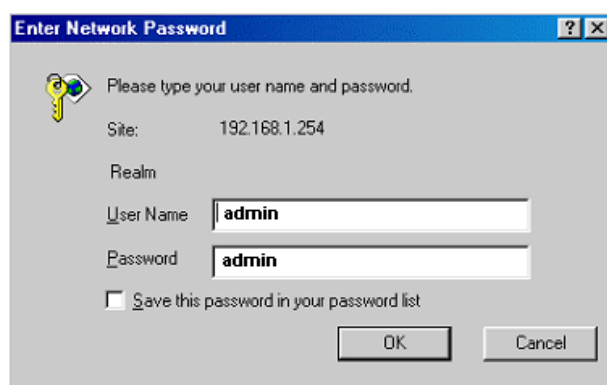 Enter Network Password
Please type your user name and password.
Site: 192.168.1.254
Realm
User Name admin
Password admin
Save this password in your password list
OK Cancel